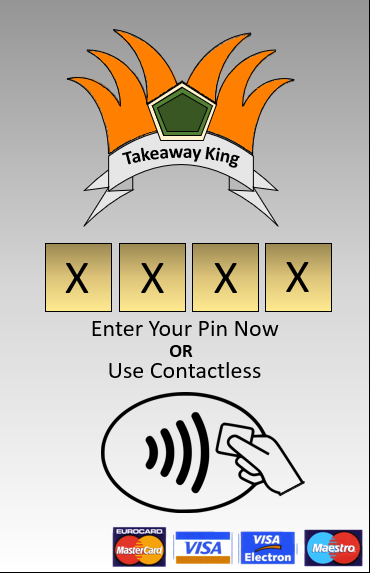 Takeaway King
X X X X
Enter Your Pin Now
OR
Use Contactless
EUROCARD MasterCard VISA VISA Electron Maestro